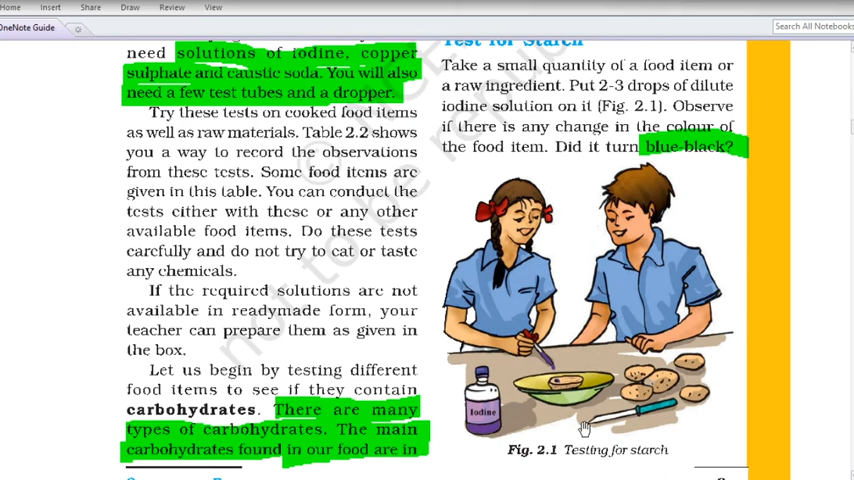 Home Insert Share Draw Review View
OneNote Guide
Search All Notebooks
need solutions of iodine, copper
sulphate and caustic soda. You will also
need a few test tubes and a dropper.
Try these tests on cooked food items
as well as raw materials. Table 2.2 shows
you a way to record the observations
from these tests. Some food items are
given in this table. You can conduct the
tests either with these or any other
available food items. Do these tests
carefully and do not try to eat or taste
any chemicals.
If the required solutions are not
available in readymade form, your
teacher can prepare them as given in
the box.
Let us begin by testing different
food items to see if they contain
carbohydrates. There are many
types of carbohydrates. The main
carbohydrates found in our food are in
Test for Starch
Take a small quantity of a food item or
a raw ingredient. Put 2-3 drops of dilute
iodine solution on it (Fig. 2.1). Observe
if there is any change in the colour of
the food item. Did it turn blue-black?
Iodine
Fig. 2.1 Testing for starch
not to be republ